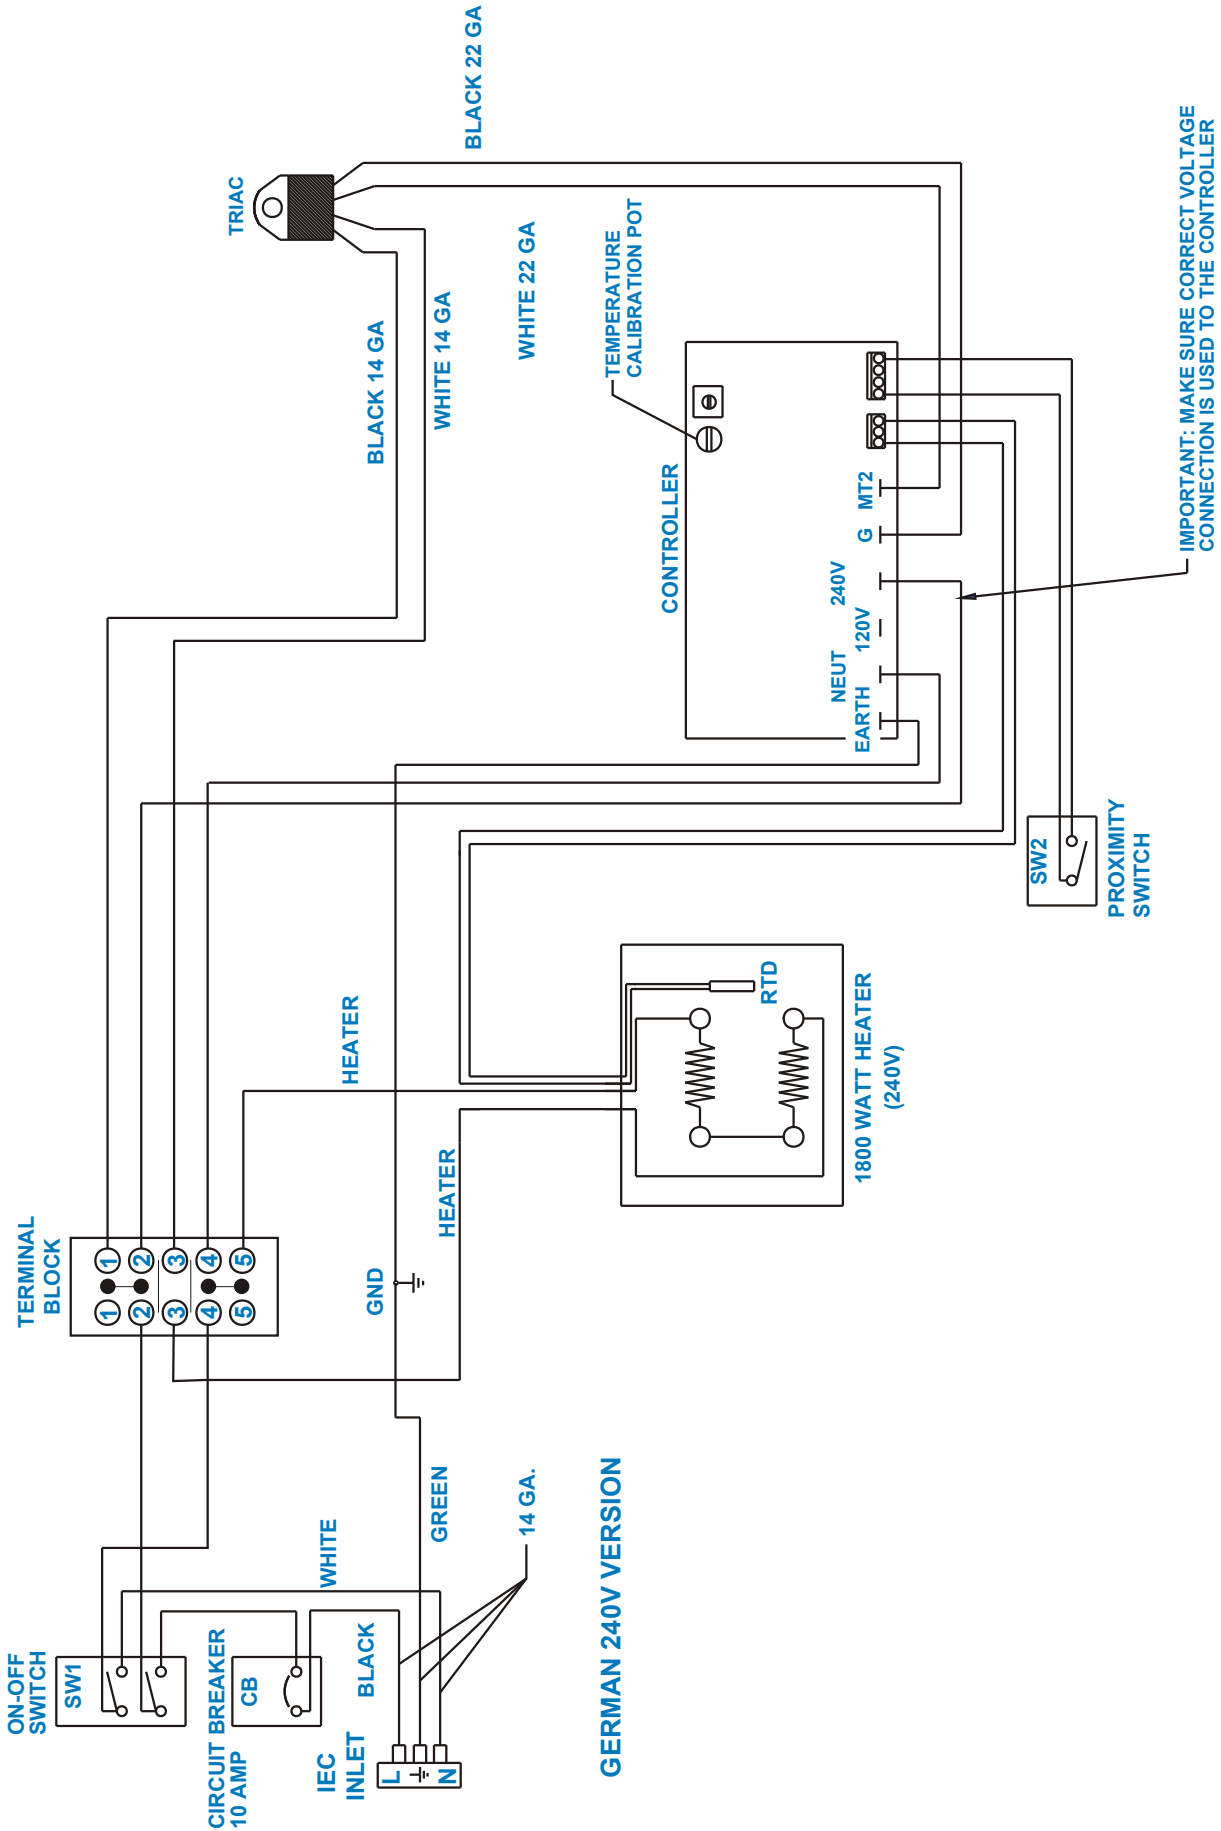 ON-OFF
SWITCH
SW1
CIRCUIT BREAKER
10 AMP
CB
IEC
INLET
L
N
BLACK
WHITE
GREEN
14 GA.
GERMAN 240V VERSION
TERMINAL
BLOCK
1
2
3
4
5
1
2
3
4
5
GND
HEATER
HEATER
RTD
1800 WATT HEATER
(240V)
TRIAC
BLACK 14 GA
WHITE 14 GA
BLACK 22 GA
WHITE 22 GA
TEMPERATURE
CALIBRATION POT
CONTROLLER
EARTH
NEUT
120V
240V
G
MT2
SW2
PROXIMITY
SWITCH
IMPORTANT: MAKE SURE CORRECT VOLTAGE
CONNECTION IS USED TO THE CONTROLLER